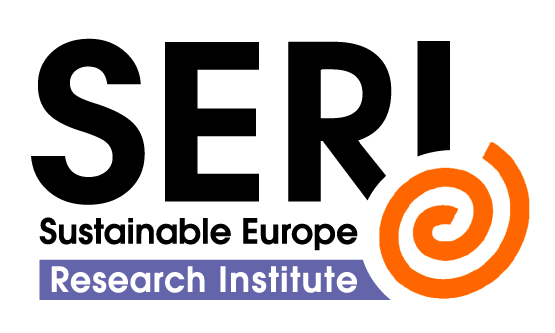 SERI
Sustainable Europe
Research Institute